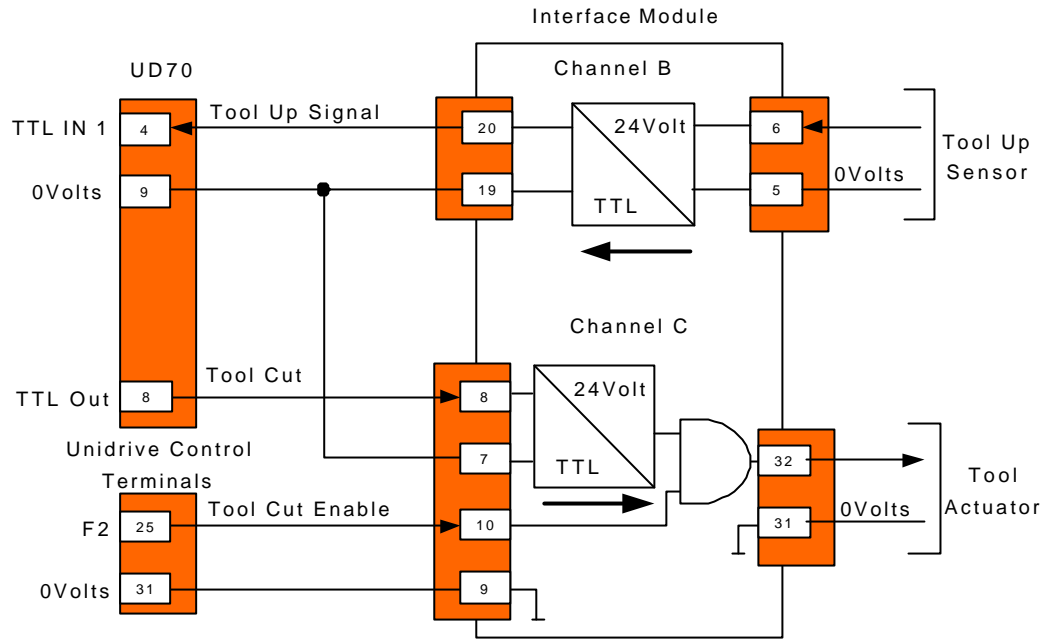 Interface Module
UD70
Channel B
TTL IN 1
4
Tool Up Signal
20
24Volt
6
Tool Up
Sensor
0Volts
9
19
TTL
5
0Volts
Channel C
TTL Out
8
Tool Cut
8
24Volt
7
TTL
32
Tool
Actuator
Unidrive Control
Terminals
F2
25
Tool Cut Enable
10
31
0Volts
0Volts
31
9